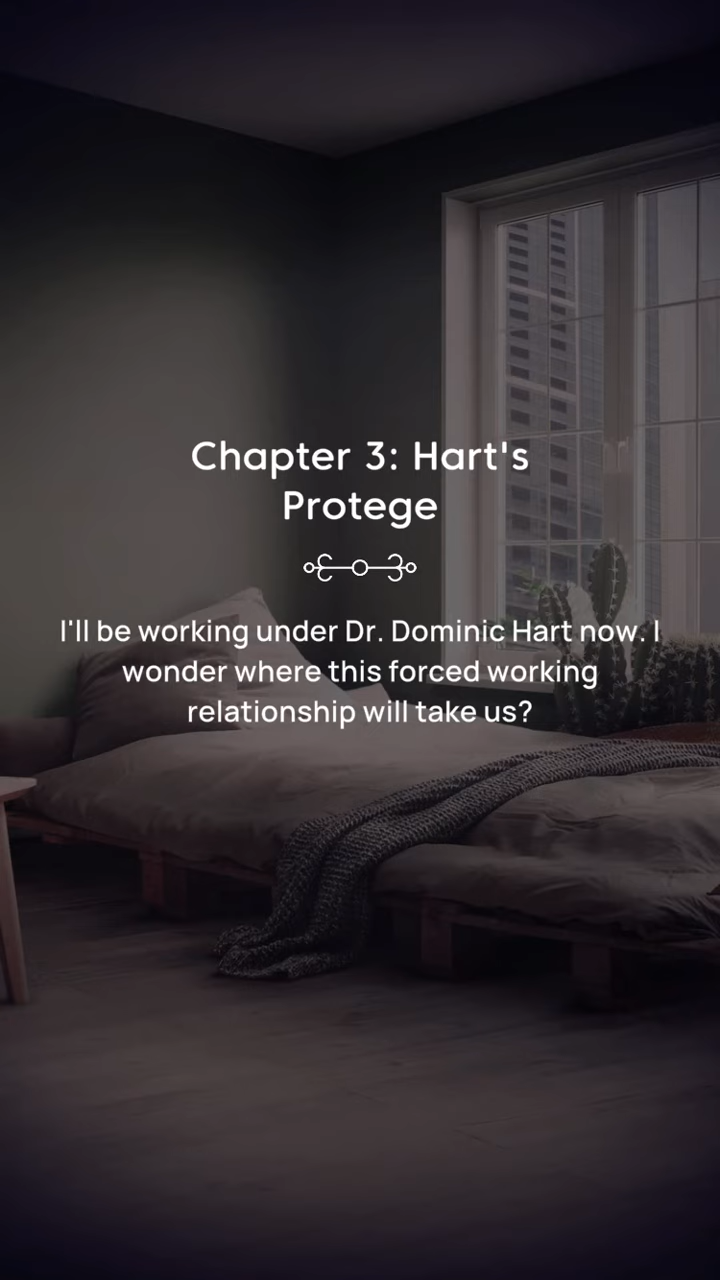 Chapter 3: Hart's
Protege
I'll be working under Dr. Dominic Hart now. I
wonder where this forced working
relationship will take us?